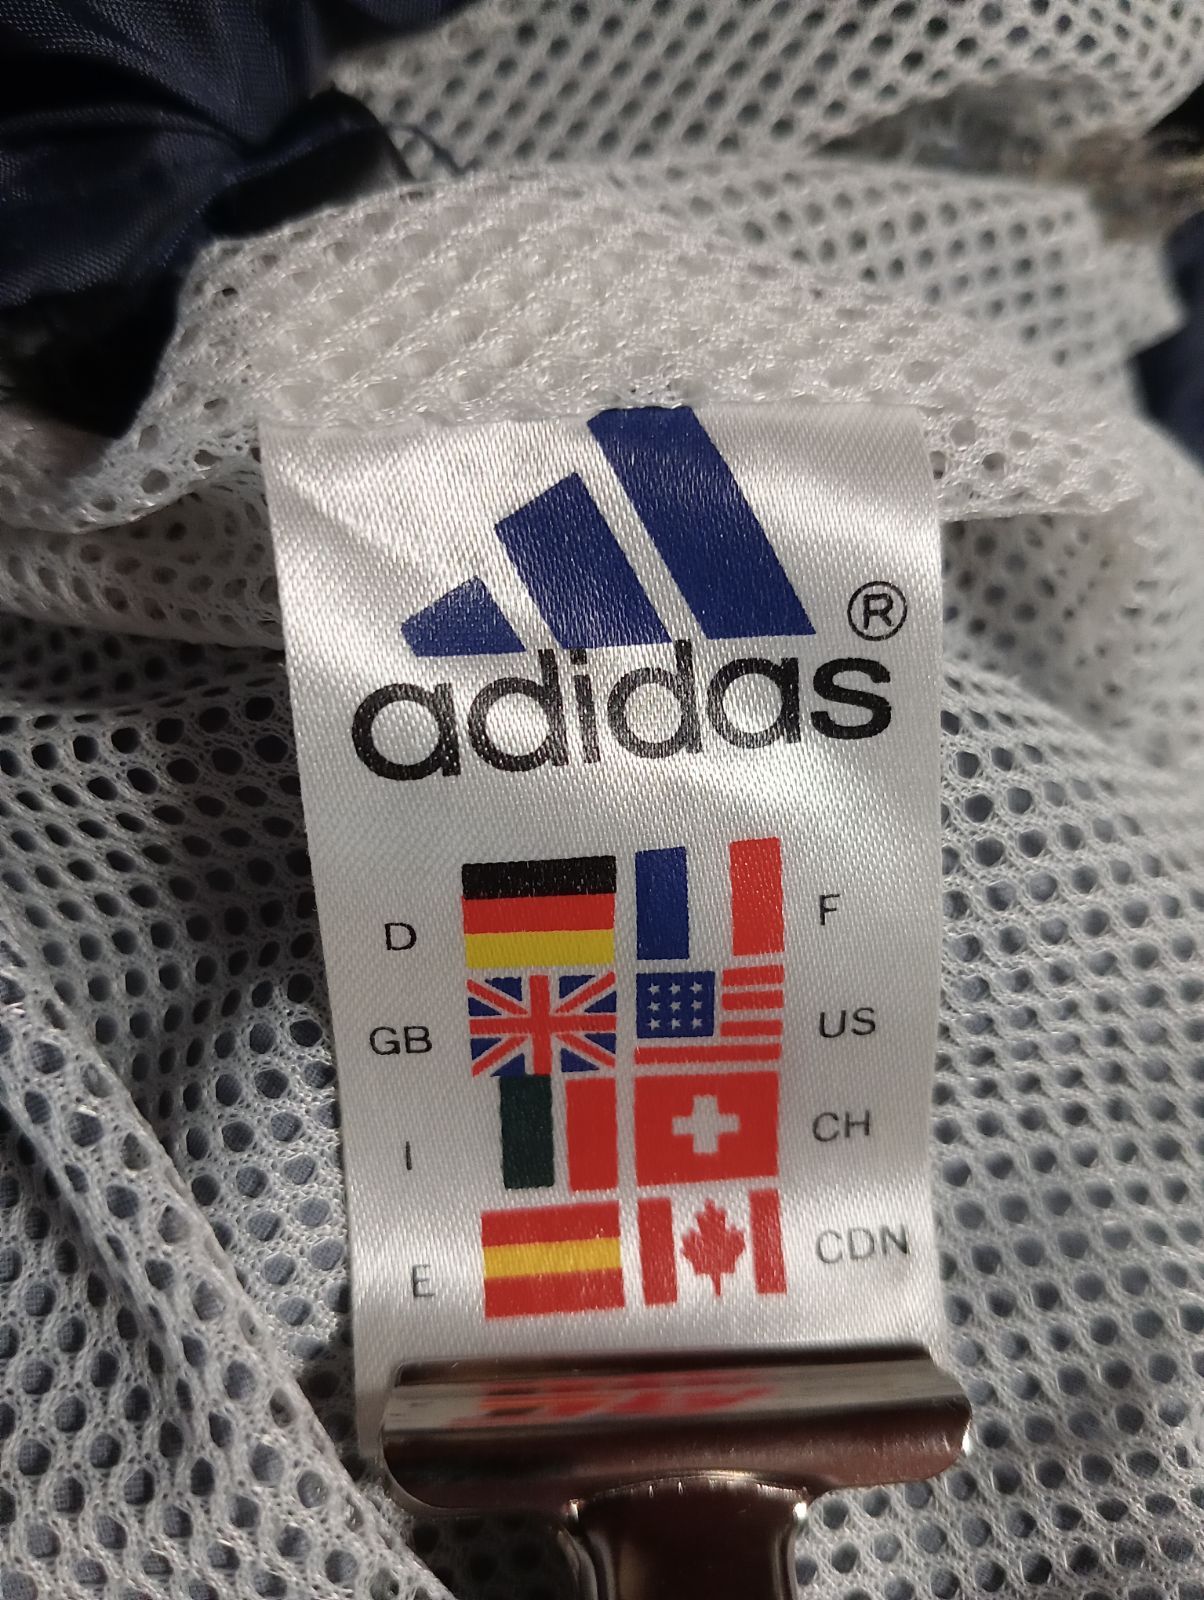 ®
adidas
D F
GB US
I CH
E CDN